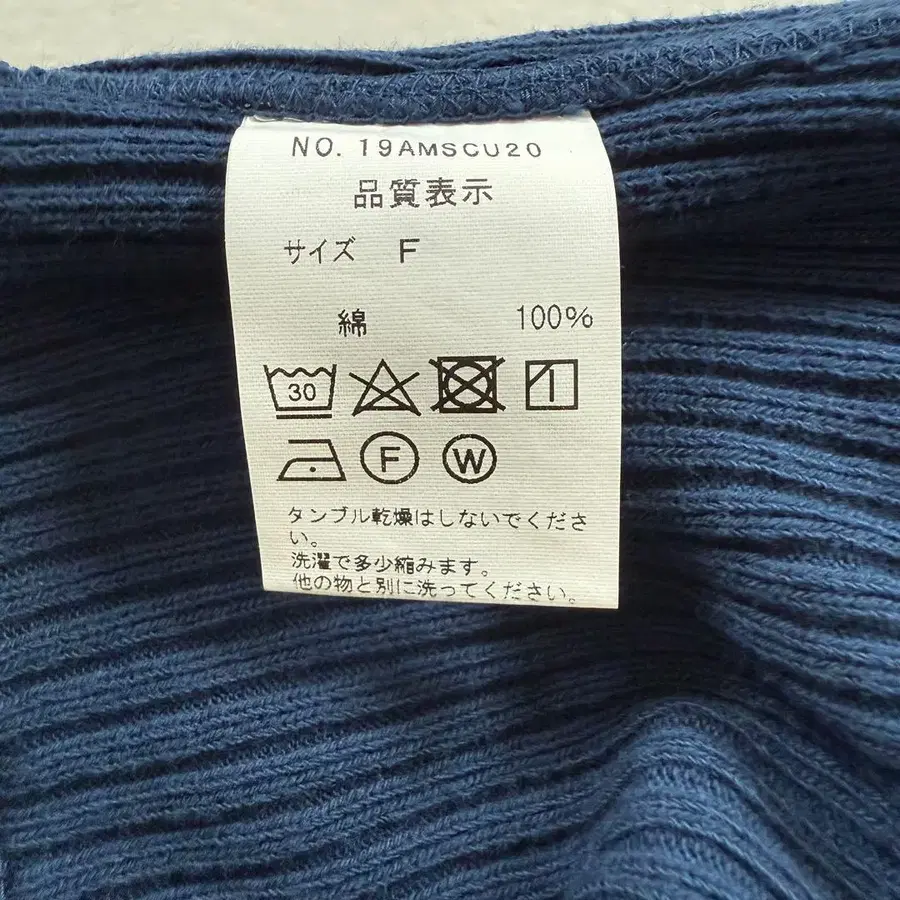 NO. 19AMSCU20
品質表示
サイズ F
綿 100%
30
F W
タンブル乾燥はしないでくださ
い。
洗濯で多少縮みます。
他の物と別に洗ってください。